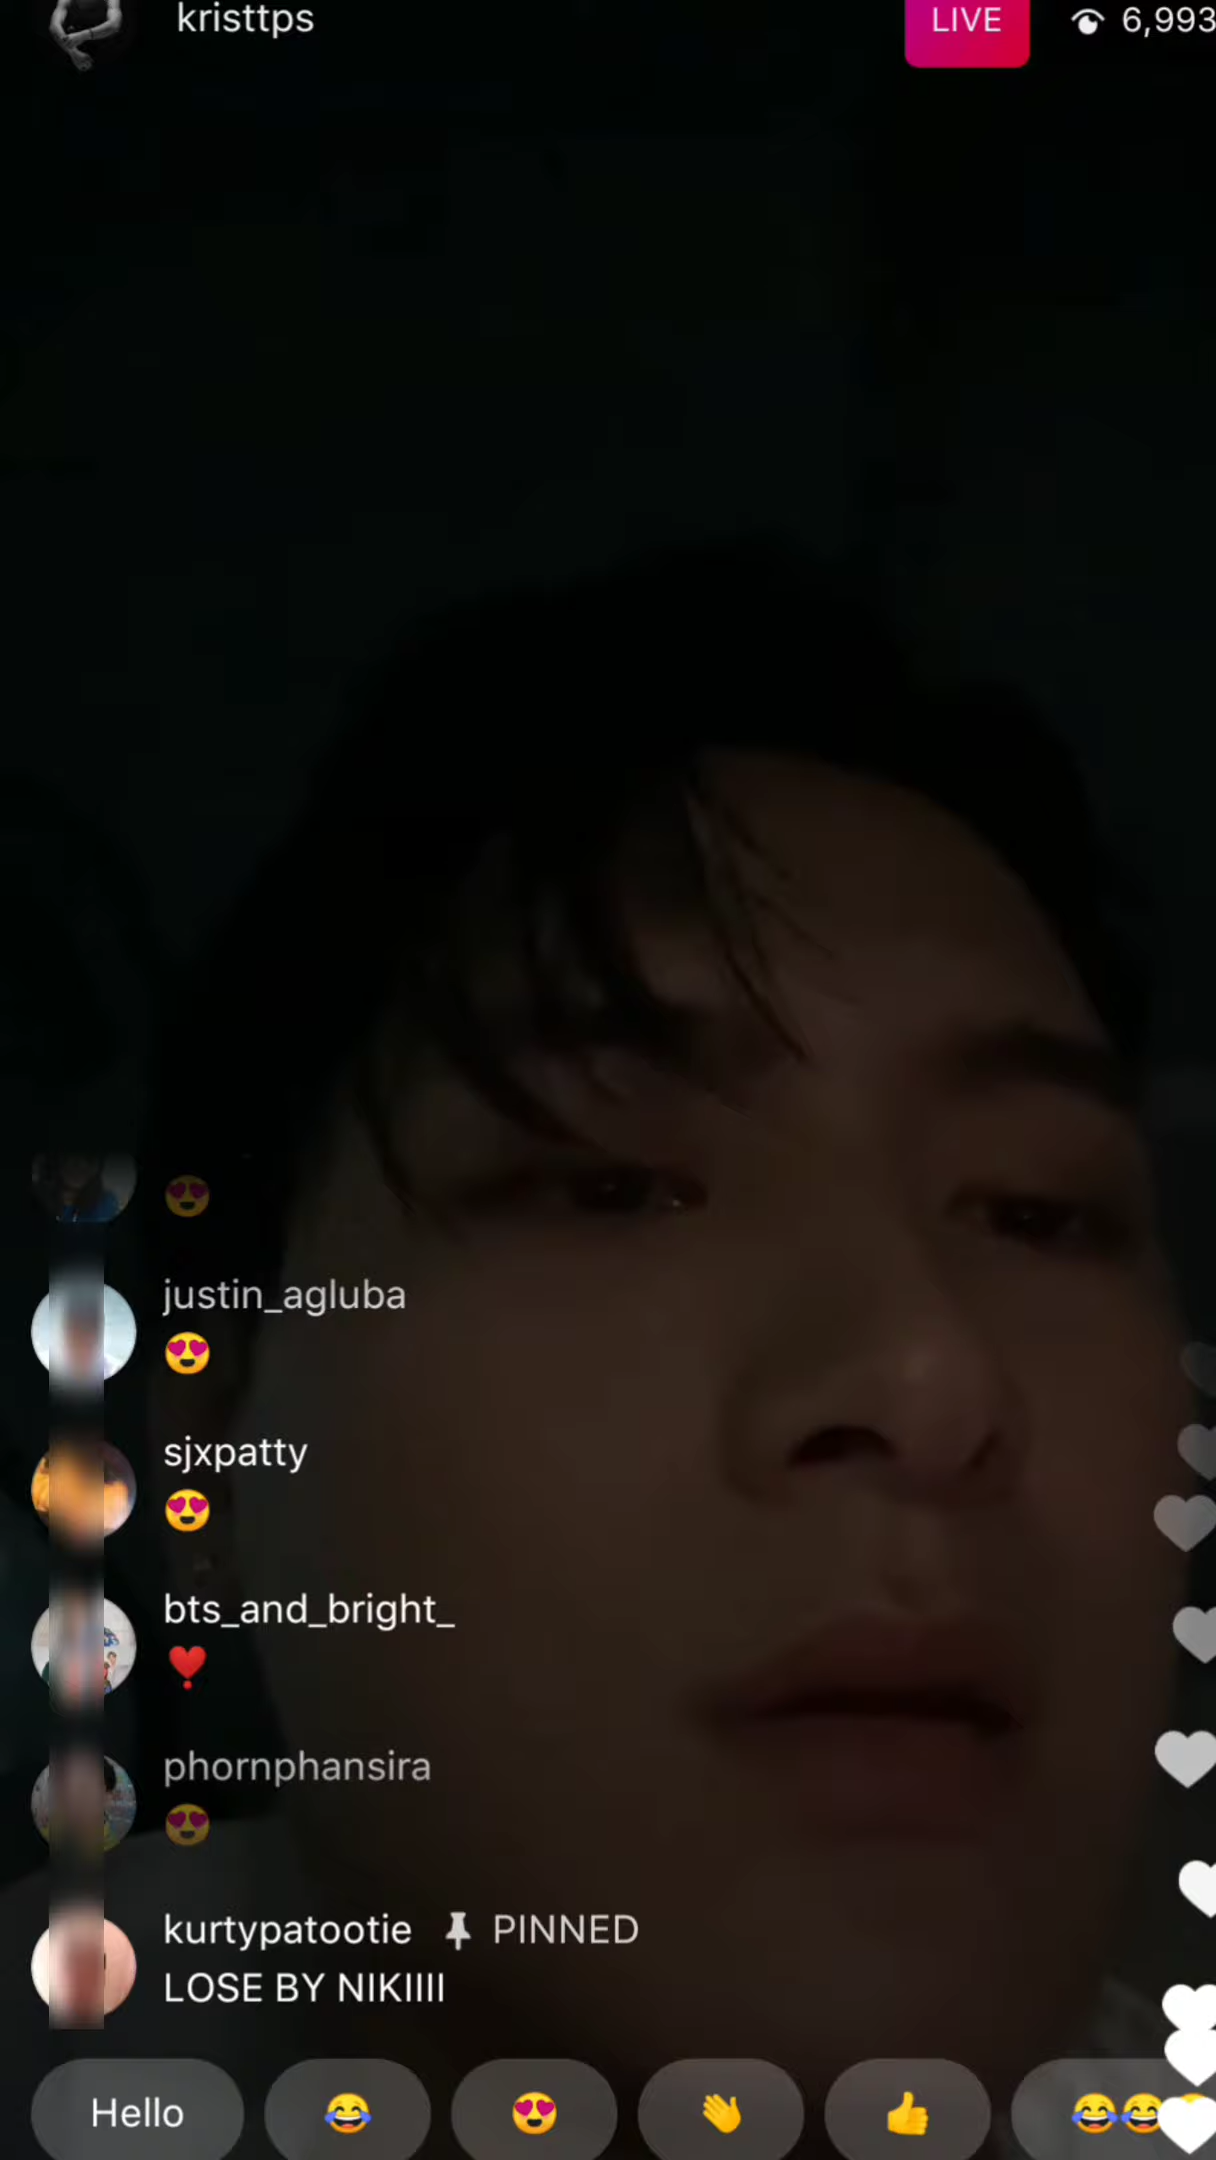 kristtps
LIVE 6,993
😍
justin_agluba
😍
sjxpatty
😍
bts_and_bright_
❣️
phornphansira
😍
kurtypatootie PINNED
LOSE BY NIKIIII
Hello 😂 😍 👏 👍 😂😂